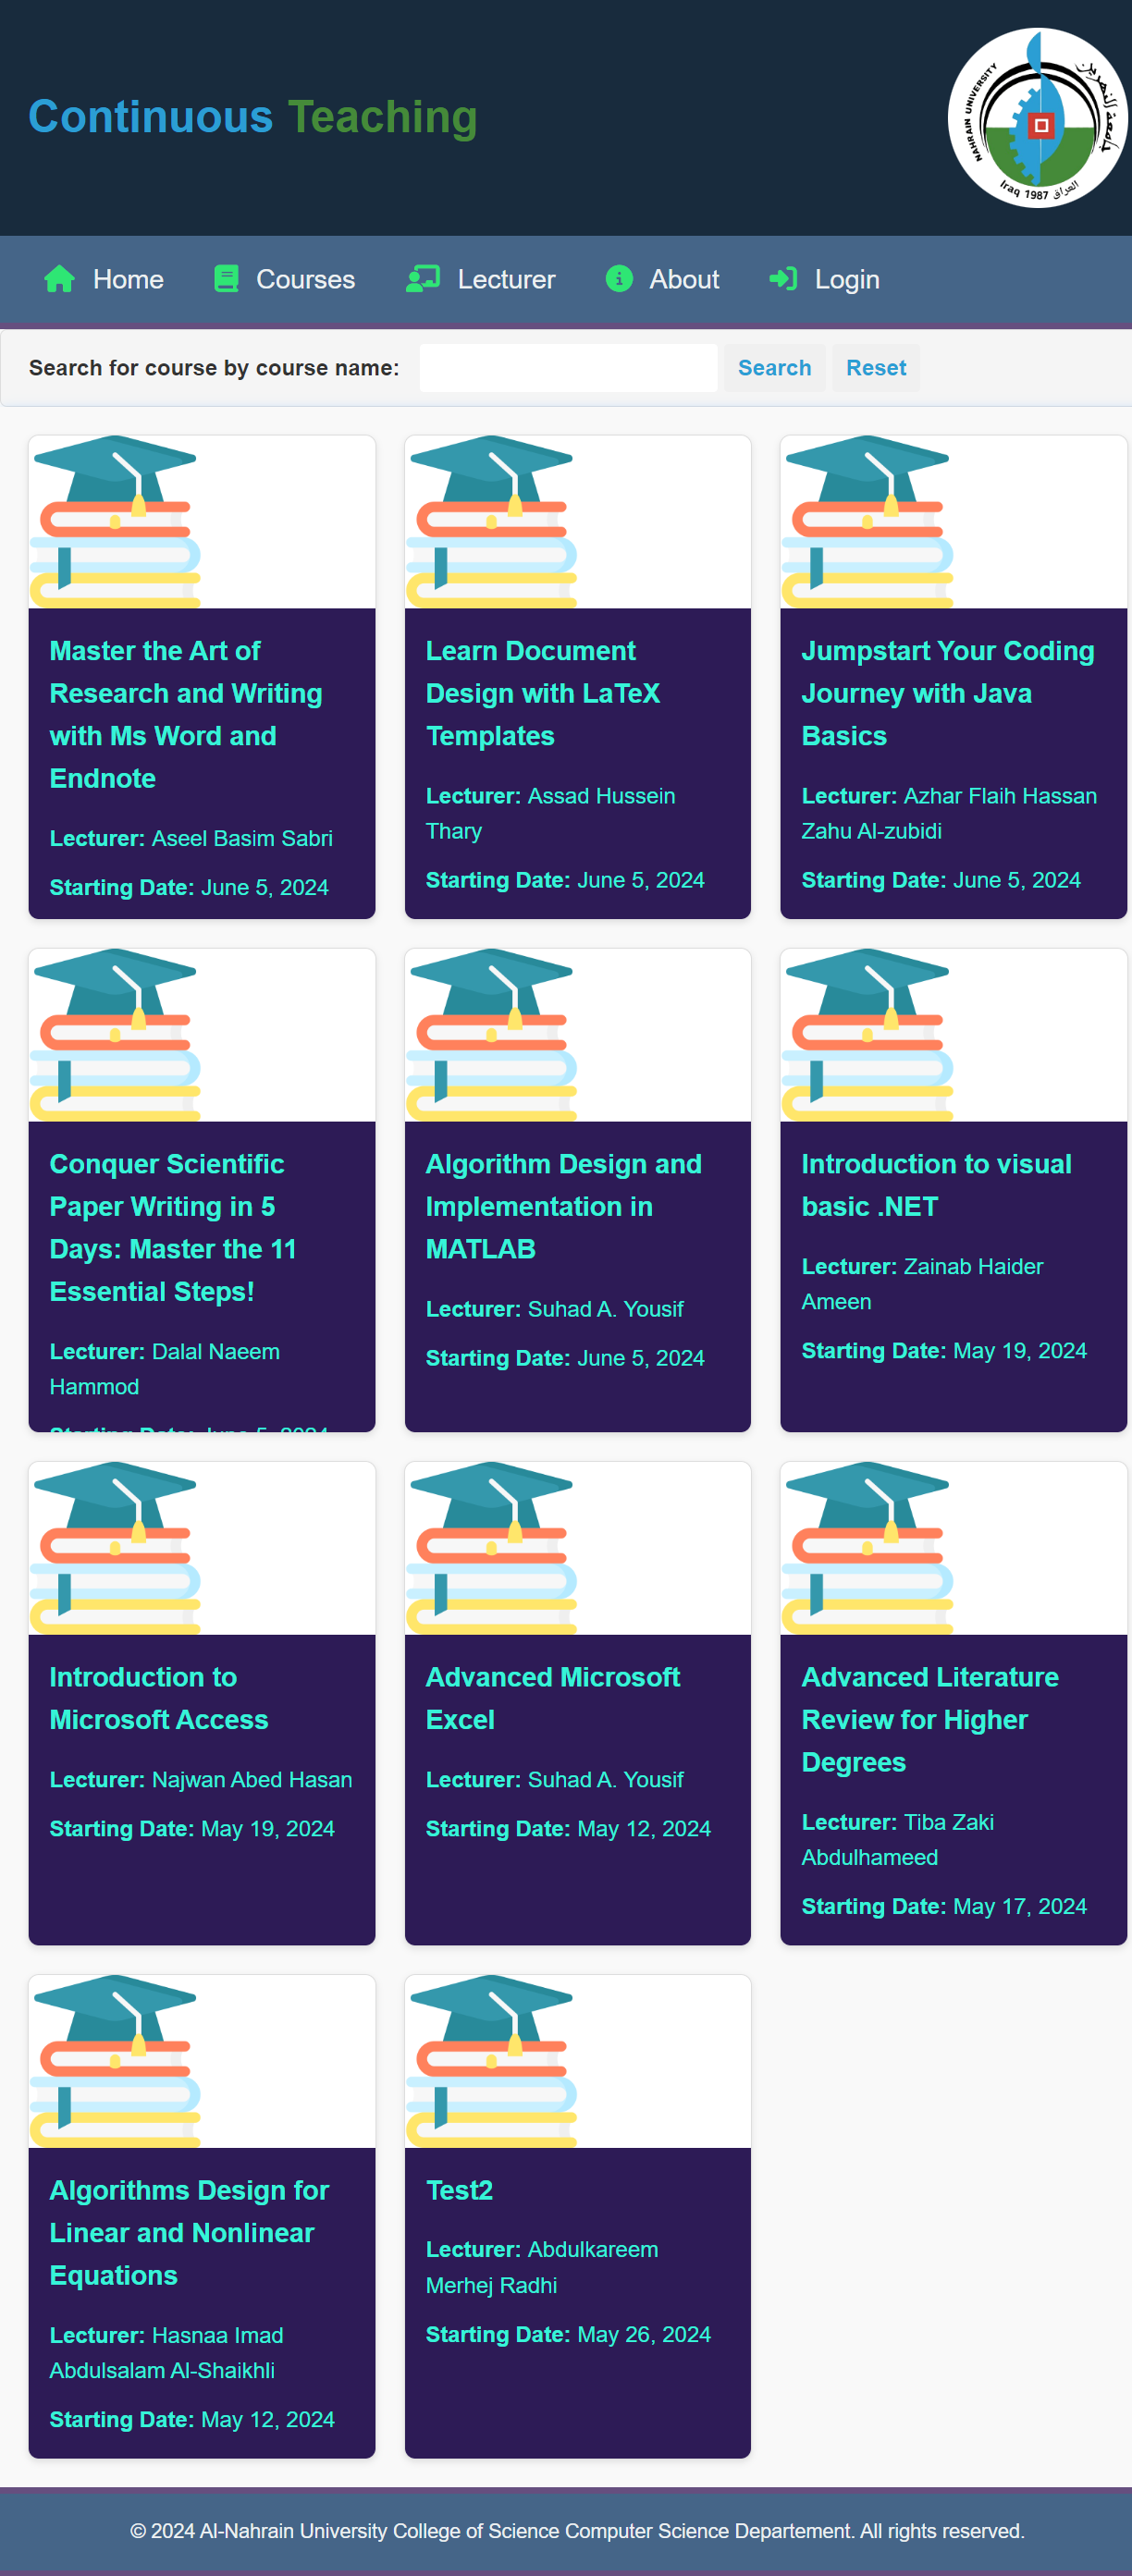 Continuous Teaching
NAHRAIN UNIVERSITY
جامعة النهرين
Iraq 1987 العراق
Home
Courses
Lecturer
About
Login
Search for course by course name:
Search
Reset
Master the Art of
Research and Writing
with Ms Word and
Endnote
Lecturer: Aseel Basim Sabri
Starting Date: June 5, 2024
Learn Document
Design with LaTeX
Templates
Lecturer: Assad Hussein
Thary
Starting Date: June 5, 2024
Jumpstart Your Coding
Journey with Java
Basics
Lecturer: Azhar Flaih Hassan
Zahu Al-zubidi
Starting Date: June 5, 2024
Conquer Scientific
Paper Writing in 5
Days: Master the 11
Essential Steps!
Lecturer: Dalal Naeem
Hammod
Starting Date: June 5, 2024
Algorithm Design and
Implementation in
MATLAB
Lecturer: Suhad A. Yousif
Starting Date: June 5, 2024
Introduction to visual
basic .NET
Lecturer: Zainab Haider
Ameen
Starting Date: May 19, 2024
Introduction to
Microsoft Access
Lecturer: Najwan Abed Hasan
Starting Date: May 19, 2024
Advanced Microsoft
Excel
Lecturer: Suhad A. Yousif
Starting Date: May 12, 2024
Advanced Literature
Review for Higher
Degrees
Lecturer: Tiba Zaki
Abdulhameed
Starting Date: May 17, 2024
Algorithms Design for
Linear and Nonlinear
Equations
Lecturer: Hasnaa Imad
Abdulsalam Al-Shaikhli
Starting Date: May 12, 2024
Test2
Lecturer: Abdulkareem
Merhej Radhi
Starting Date: May 26, 2024
© 2024 Al-Nahrain University College of Science Computer Science Departement. All rights reserved.